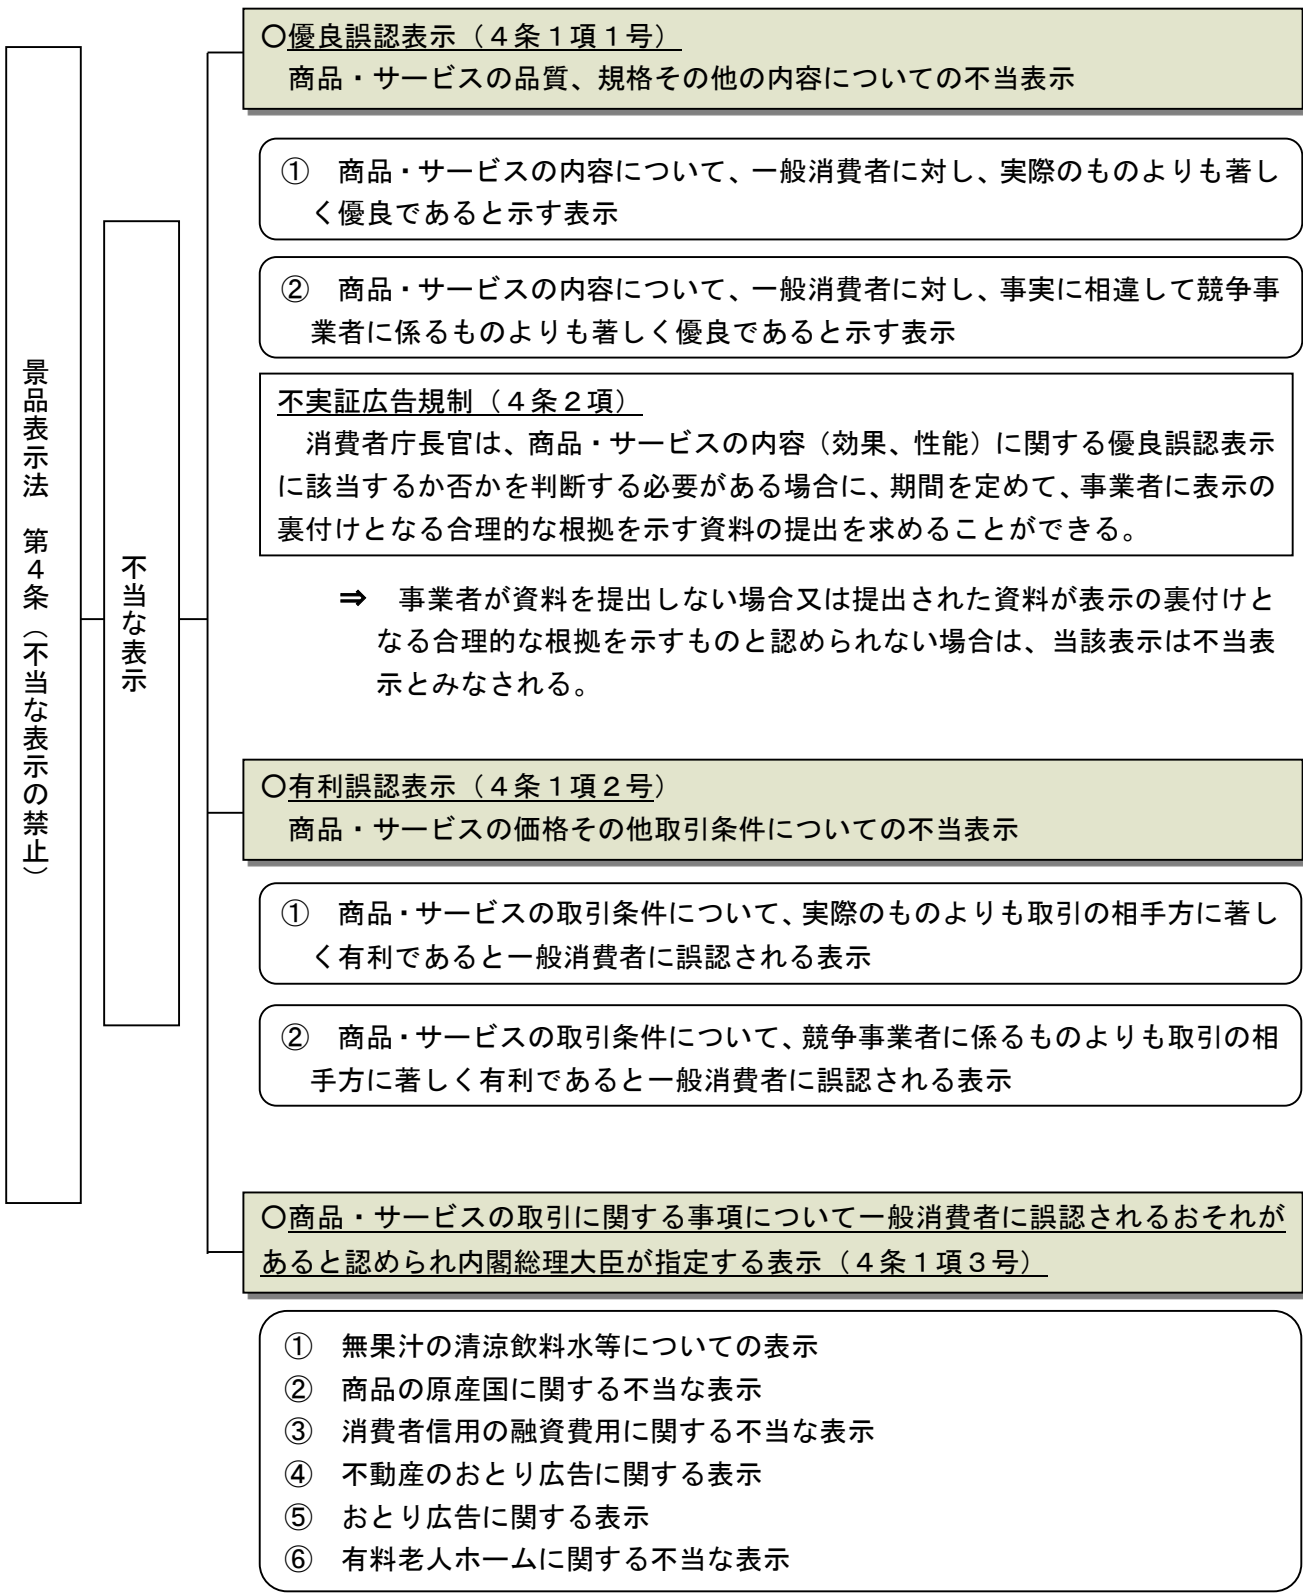 景品表示法　第４条（不当な表示の禁止）
不当な表示
○優良誤認表示（４条１項１号）
商品・サービスの品質、規格その他の内容についての不当表示
①　商品・サービスの内容について、一般消費者に対し、実際のものよりも著し
く優良であると示す表示
②　商品・サービスの内容について、一般消費者に対し、事実に相違して競争事
業者に係るものよりも著しく優良であると示す表示
不実証広告規制（４条２項）
消費者庁長官は、商品・サービスの内容（効果、性能）に関する優良誤認表示
に該当するか否かを判断する必要がある場合に、期間を定めて、事業者に表示の
裏付けとなる合理的な根拠を示す資料の提出を求めることができる。
⇒　事業者が資料を提出しない場合又は提出された資料が表示の裏付けと
なる合理的な根拠を示すものと認められない場合は、当該表示は不当表
示とみなされる。
○有利誤認表示（４条１項２号）
商品・サービスの価格その他取引条件についての不当表示
①　商品・サービスの取引条件について、実際のものよりも取引の相手方に著し
く有利であると一般消費者に誤認される表示
②　商品・サービスの取引条件について、競争事業者に係るものよりも取引の相
手方に著しく有利であると一般消費者に誤認される表示
○商品・サービスの取引に関する事項について一般消費者に誤認されるおそれが
あると認められ内閣総理大臣が指定する表示（４条１項３号）
①　無果汁の清涼飲料水等についての表示
②　商品の原産国に関する不当な表示
③　消費者信用の融資費用に関する不当な表示
④　不動産のおとり広告に関する表示
⑤　おとり広告に関する表示
⑥　有料老人ホームに関する不当な表示